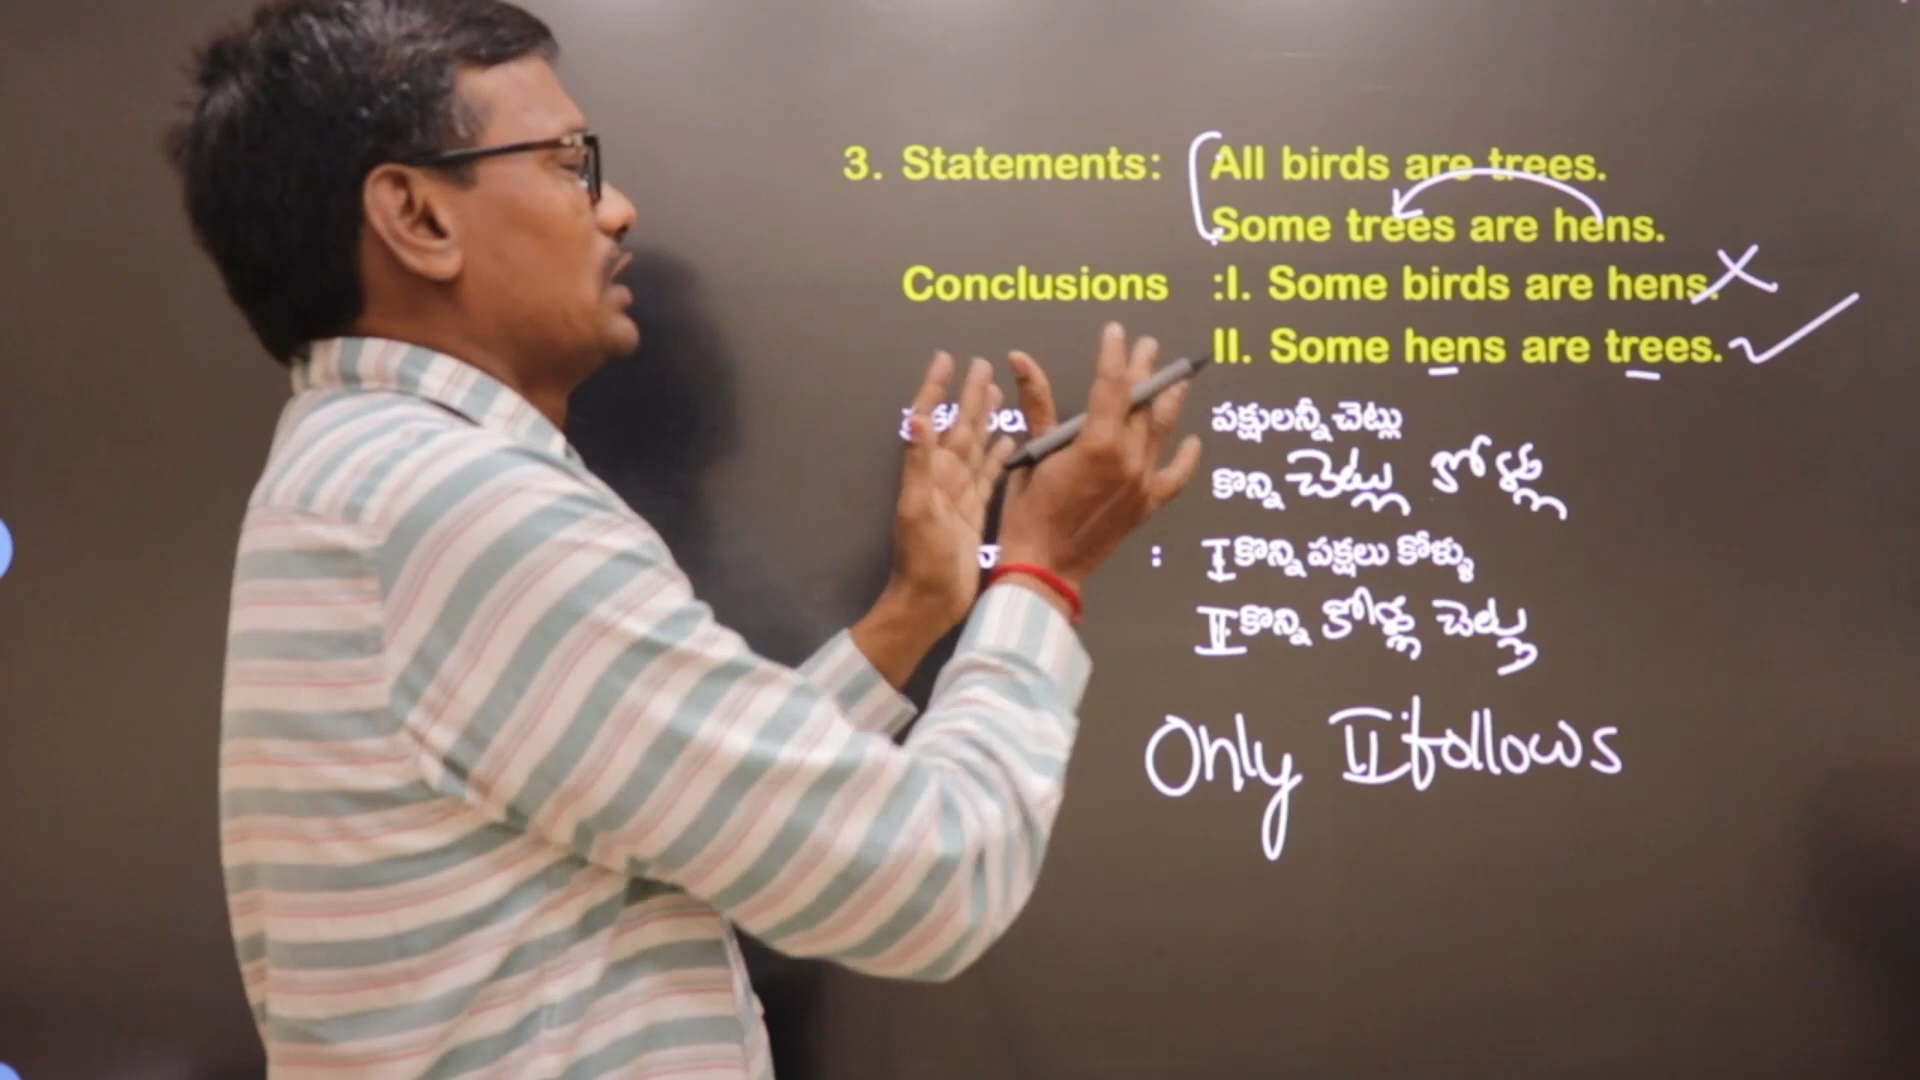 3. Statements: All birds are trees.
Some trees are hens.
Conclusions :I. Some birds are hens.
II. Some hens are trees.
పక్షులన్నీ చెట్లు
కొన్ని చెట్లు కోళ్లు
: I కొన్ని పక్షలు కోళ్ళు
II కొన్ని కోళ్లు చెట్లు
Only II follows